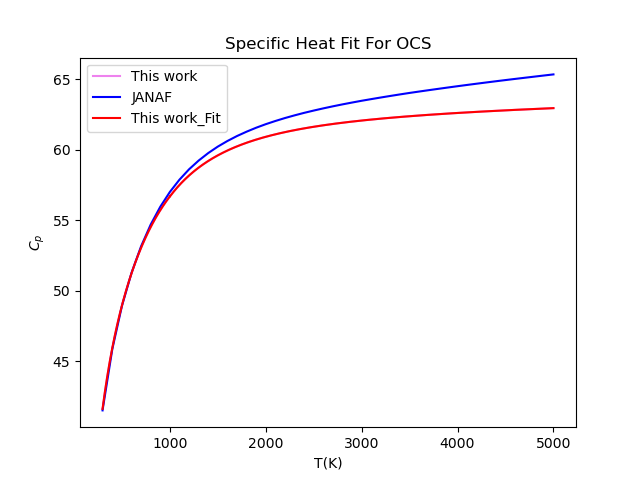 Specific Heat Fit For OCS
This work
JANAF
This work_Fit
65
60
55
50
45
C_p
1000 2000 3000 4000 5000
T(K)